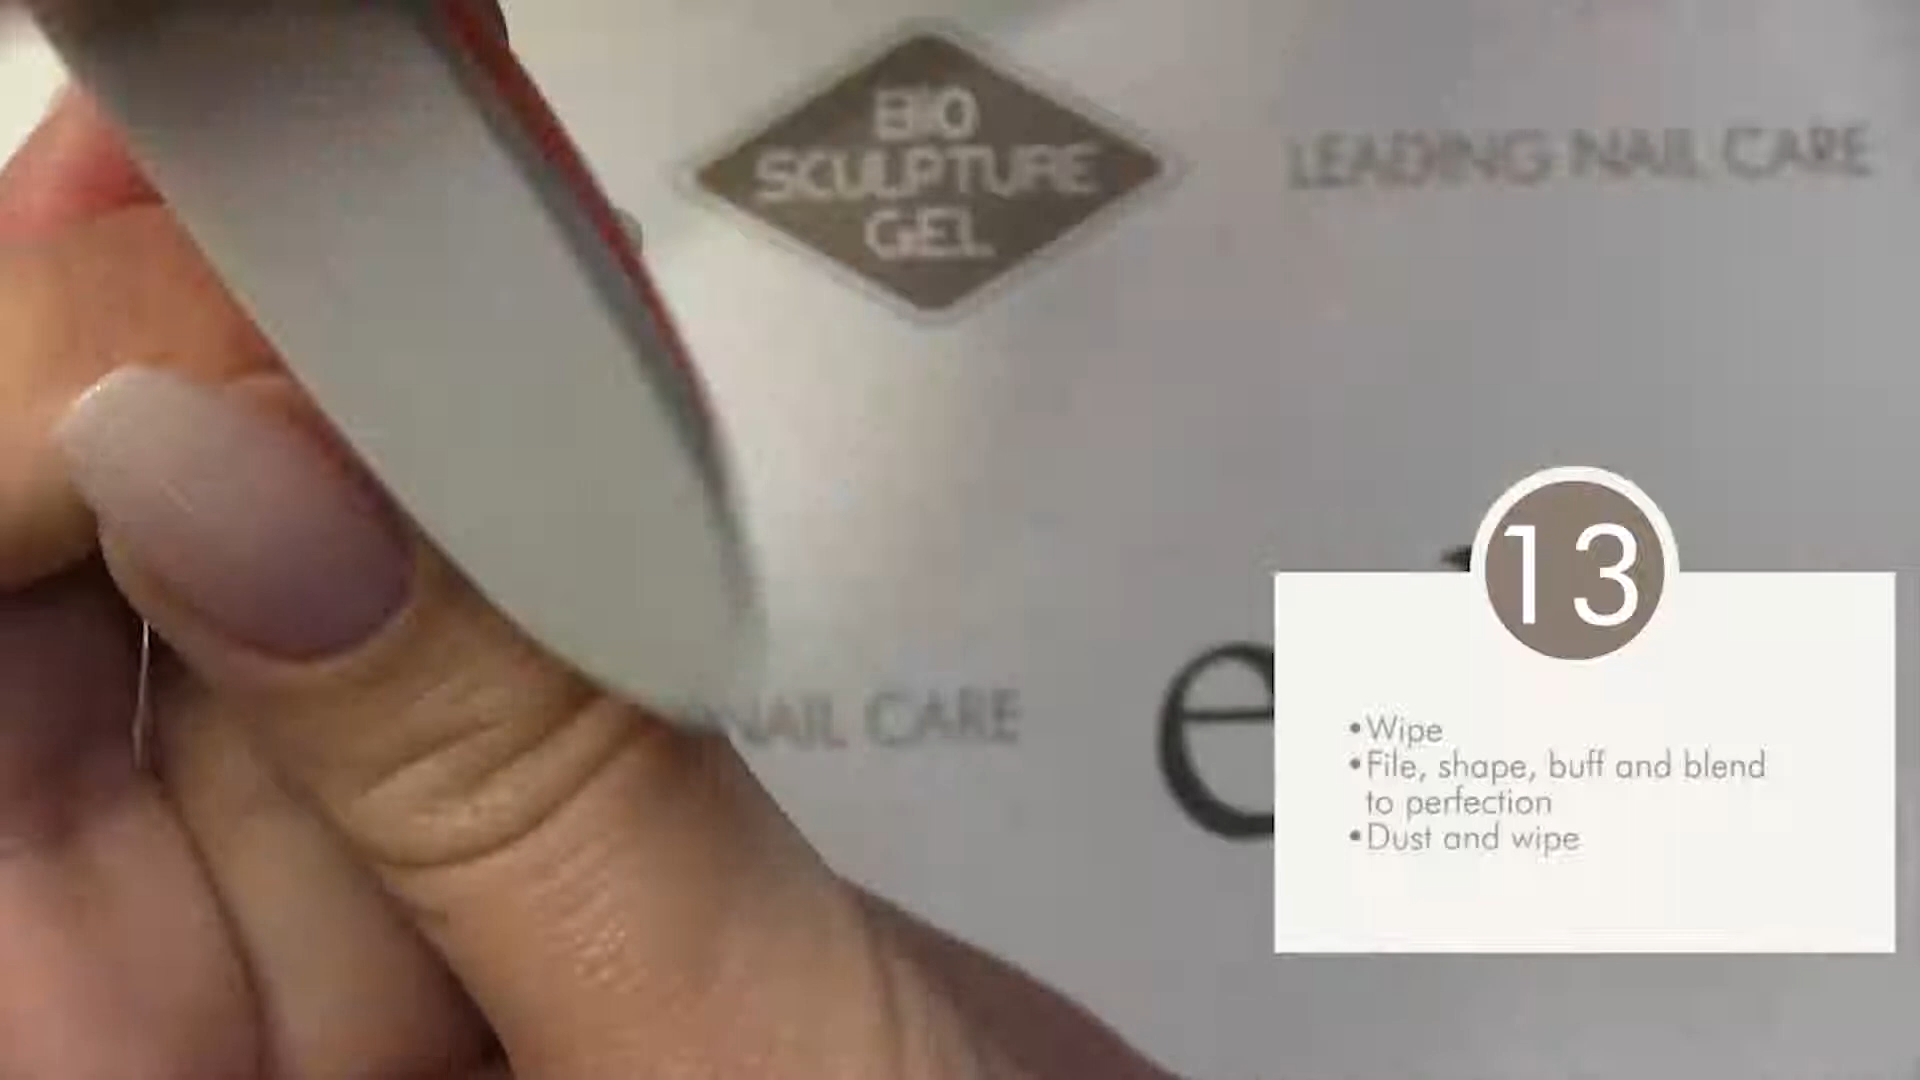 BIO
SCULPTURE
GEL
LEADING NAIL CARE
NAIL CARE
e
13
•Wipe
•File, shape, buff and blend
to perfection
•Dust and wipe